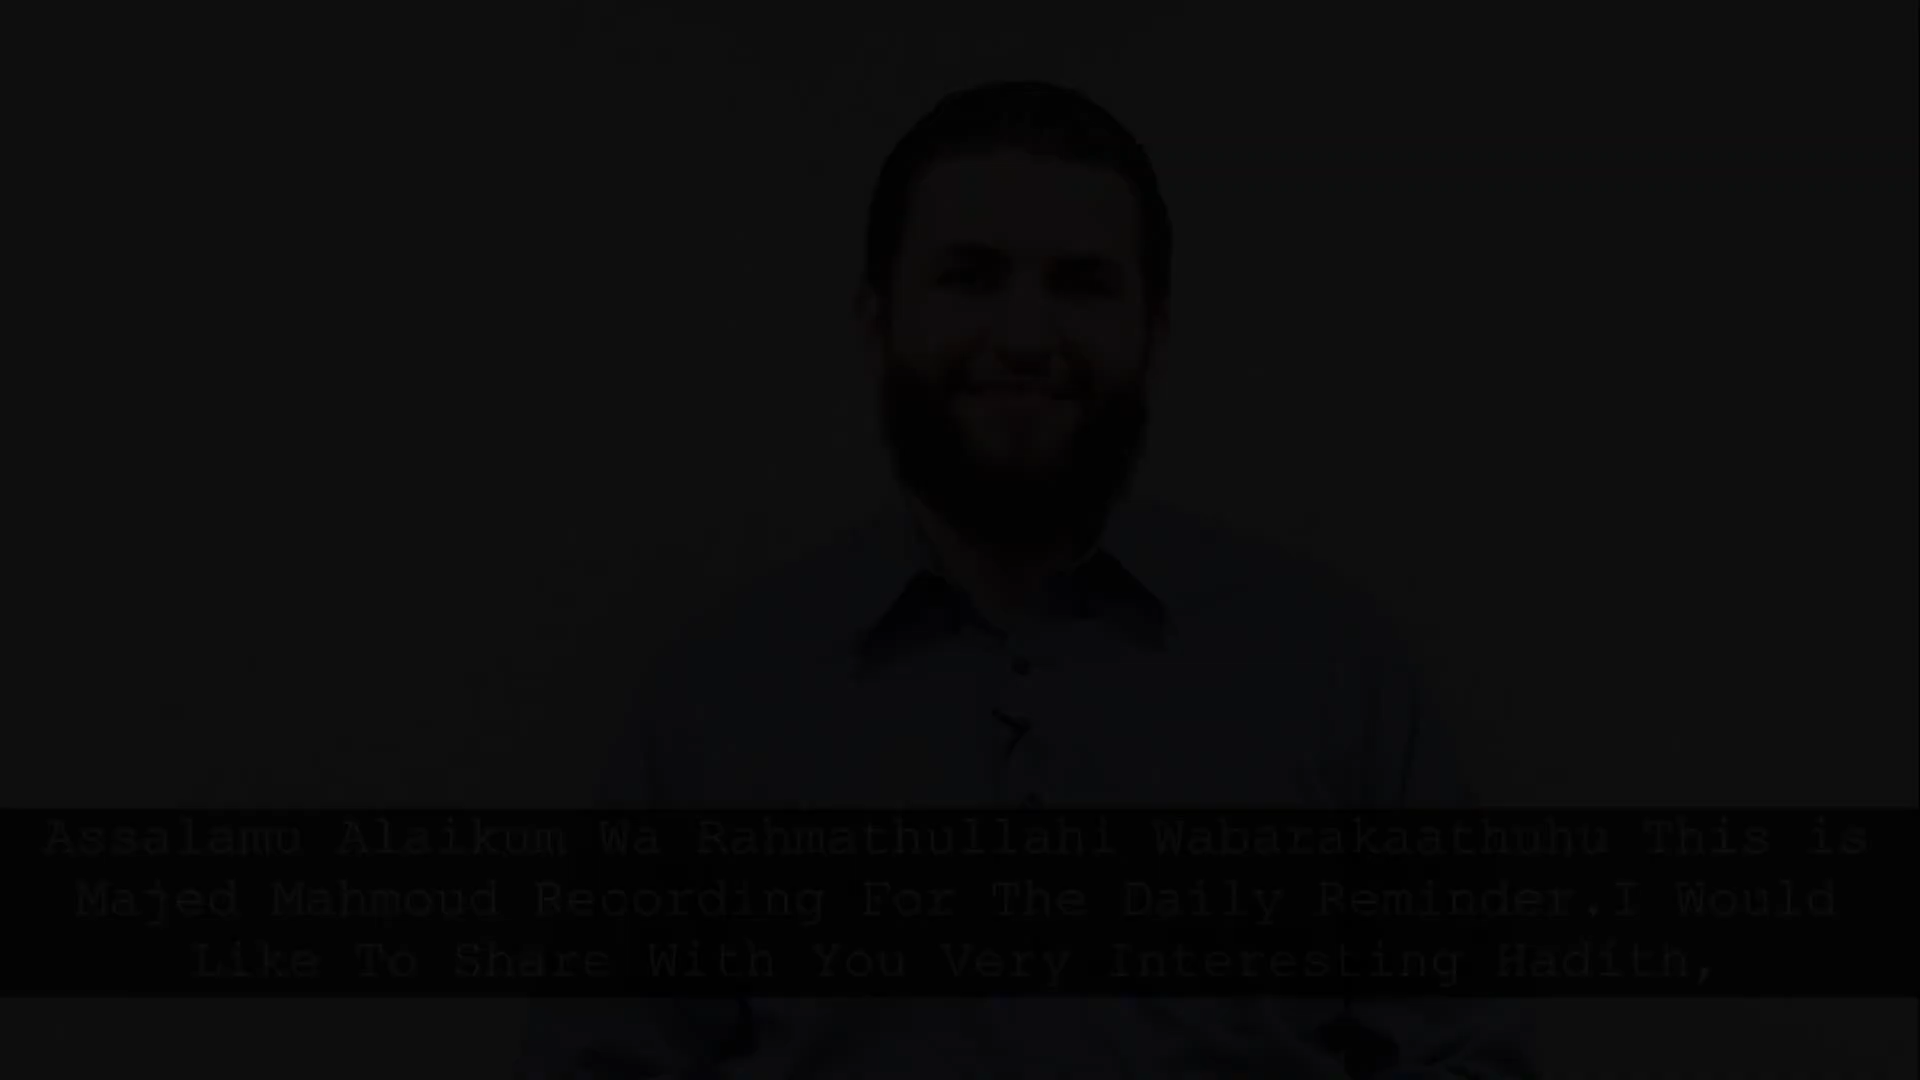 Assalamu Alaikum Wa Rahmathullahi Wabarakaathuhu This is
Majed Mahmoud Recording For The Daily Reminder.I Would
Like To Share With You Very Interesting Hadith,